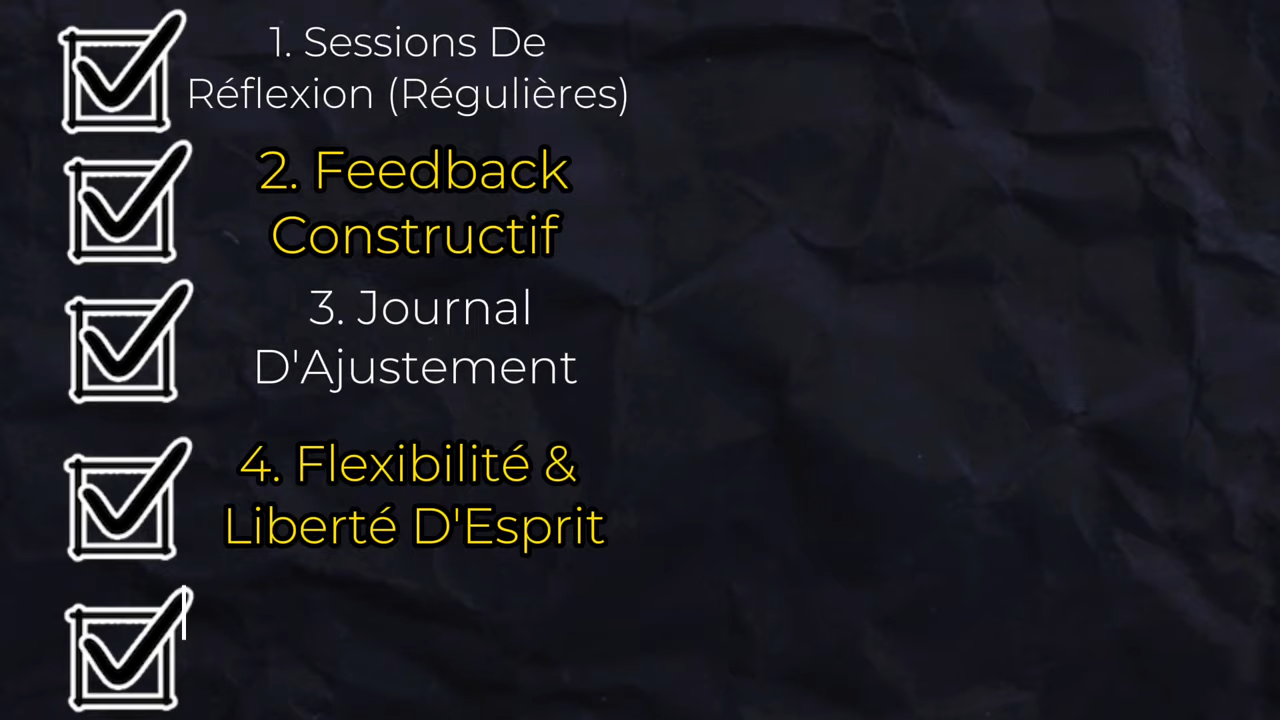 1. Sessions De
Réflexion (Régulières)
2. Feedback
Constructif
3. Journal
D'Ajustement
4. Flexibilité &
Liberté D'Esprit